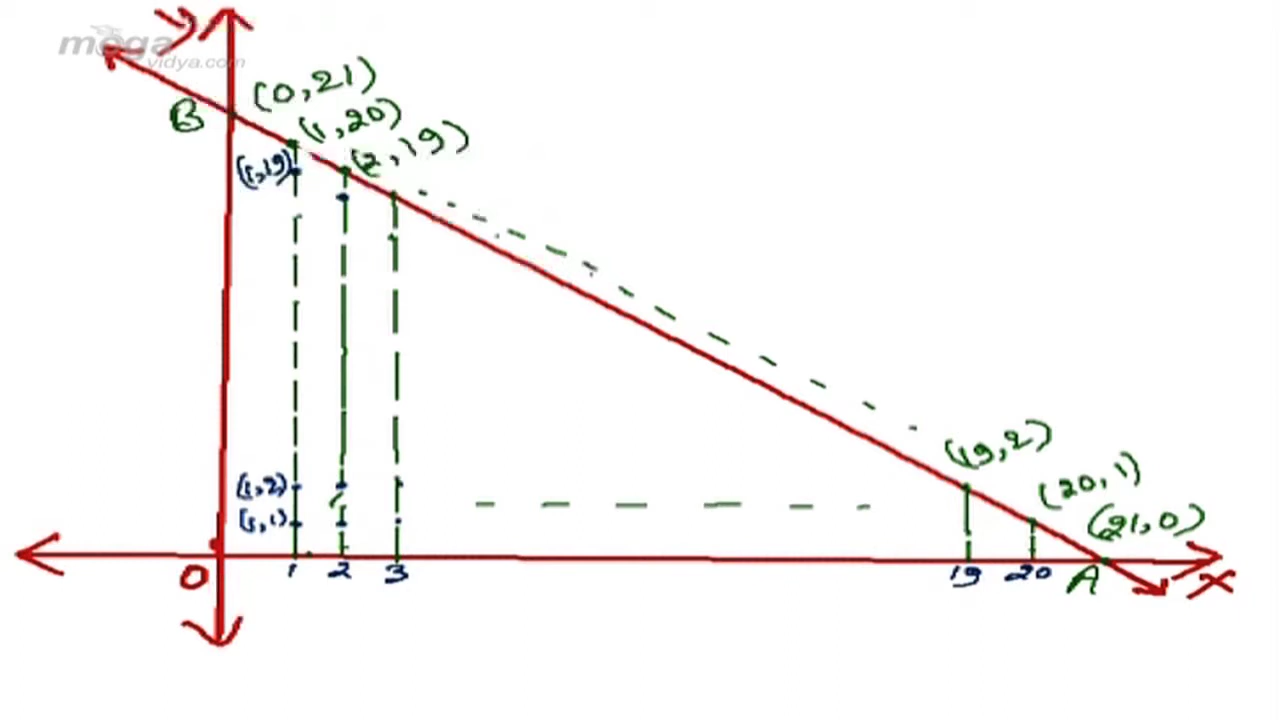 y
mega
vidya.com
B
(0,21)
(1,20)
(2,19)
(1,19)
(1,2)
(1,1)
(19,2)
(20,1)
(21,0)
O
1 2 3 19 20 A X